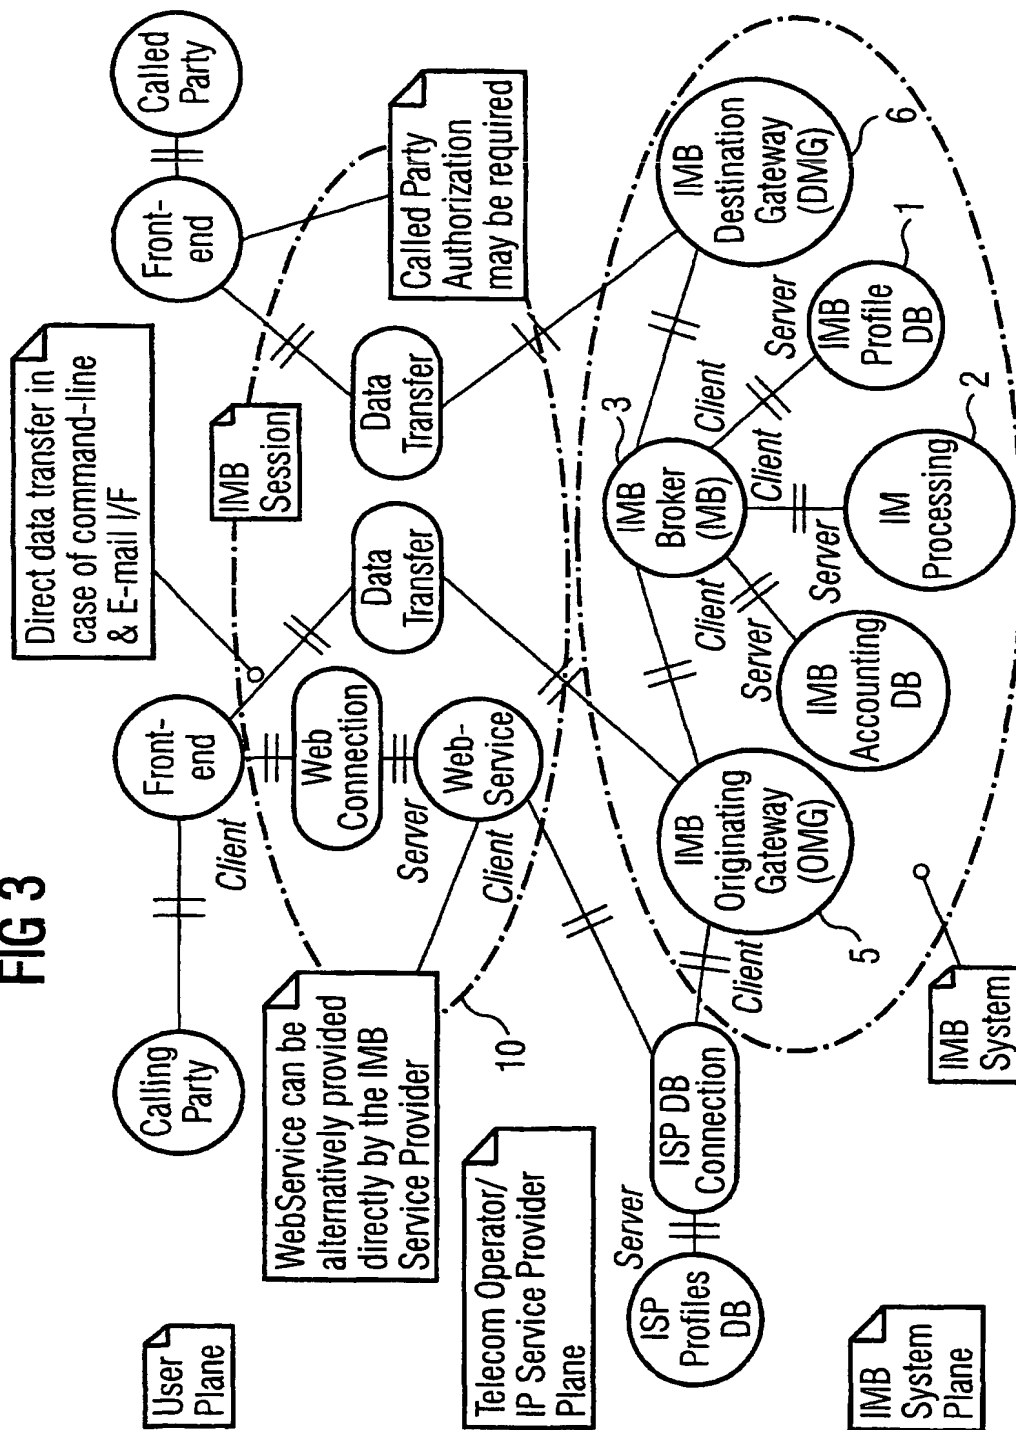 FIG 3
User
Plane
Calling
Party
Client
Front-
end
Direct data transfer in
case of command-line
& E-mail I/F
Front-
end
Called
Party
WebService can be
alternatively provided
directly by the IMB
Service Provider
Web
Connection
Server
IMB
Session
Data
Transfer
Data
Transfer
Called Party
Authorization
may be required
Telecom Operator/
IP Service Provider
Plane
10
Client
Web-
Service
Server
ISP
Profiles
DB
ISP DB
Connection
Client
IMB
Originating
Gateway
(OMG)
5
IMB
Broker
(MB)
3
Client
Client
Client
Server
Server
Server
IMB
Accounting
DB
IM
Processing
2
IMB
Profile
DB
1
IMB
Destination
Gateway
(DMG)
6
IMB
System
Plane
IMB
System